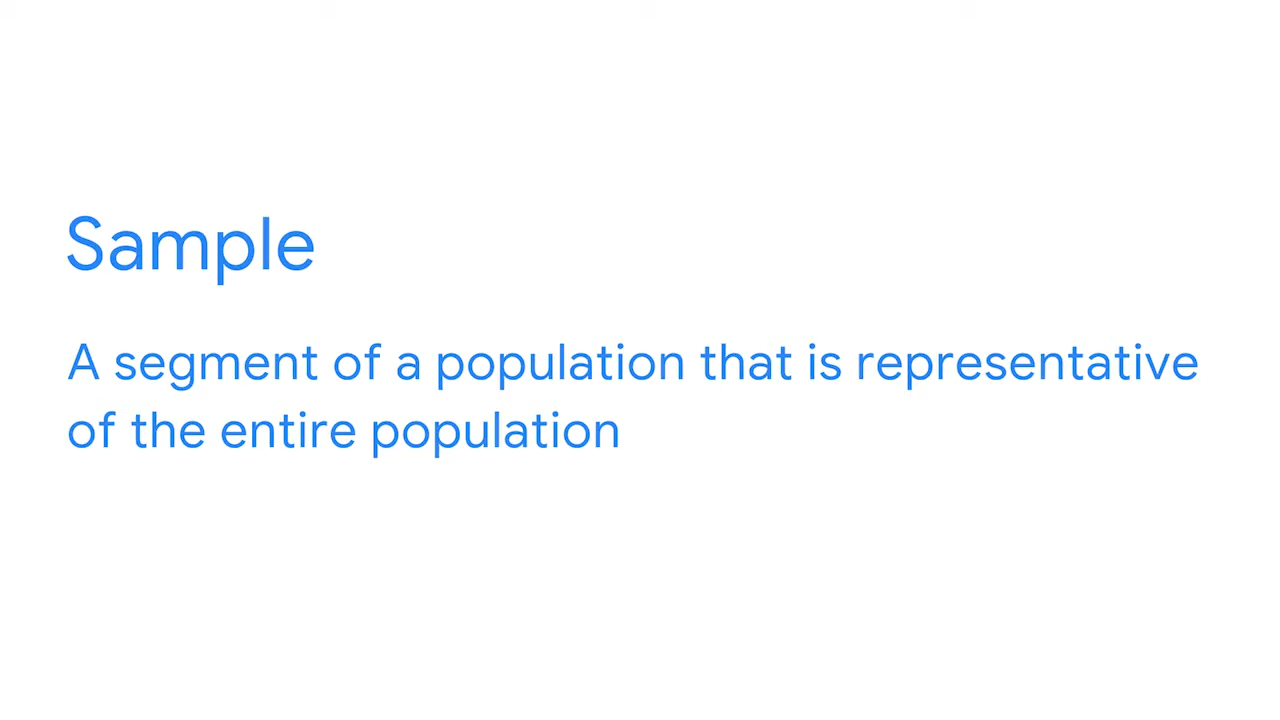 Sample
A segment of a population that is representative
of the entire population